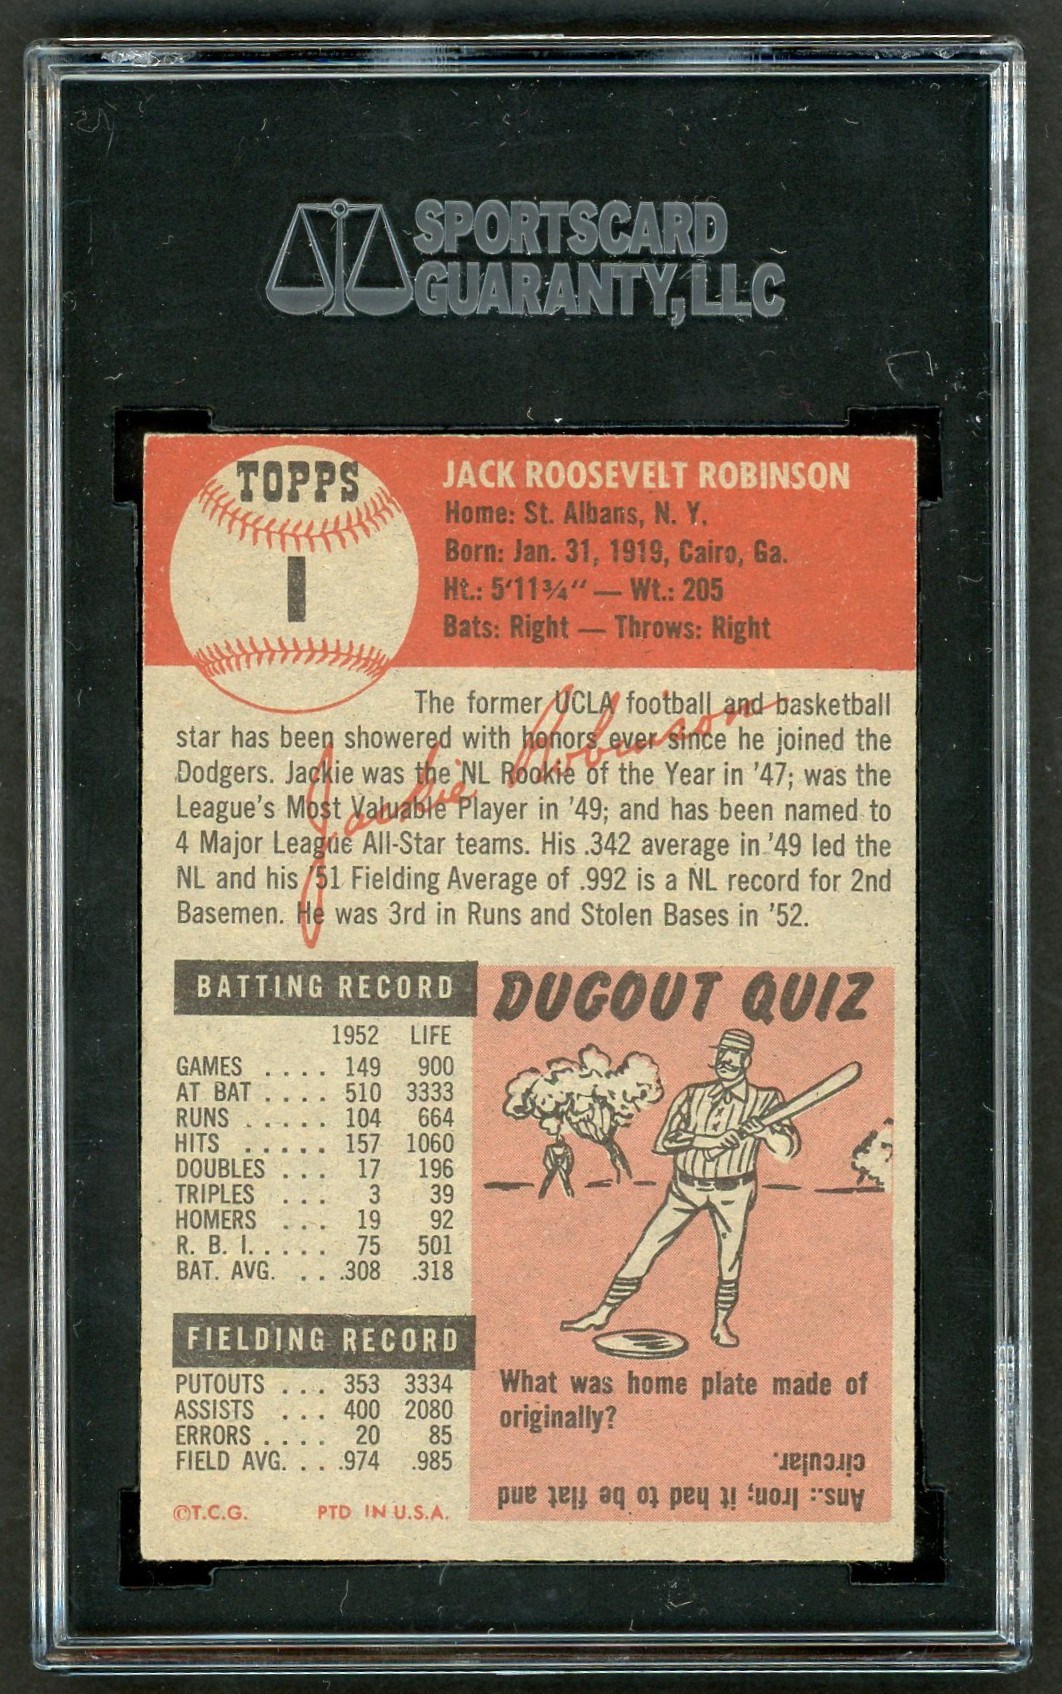 SPORTSCARD
GUARANTY, LLC
TOPPS
1
JACK ROOSEVELT ROBINSON
Home: St. Albans, N. Y.
Born: Jan. 31, 1919, Cairo, Ga.
Ht.: 5'11¾" — Wt.: 205
Bats: Right — Throws: Right
Jackie Robinson
The former UCLA football and basketball
star has been showered with honors ever since he joined the
Dodgers. Jackie was the NL Rookie of the Year in '47; was the
League's Most Valuable Player in '49; and has been named to
4 Major League All-Star teams. His .342 average in '49 led the
NL and his '51 Fielding Average of .992 is a NL record for 2nd
Basemen. He was 3rd in Runs and Stolen Bases in '52.
BATTING RECORD
1952 LIFE
GAMES .... 149 900
AT BAT .... 510 3333
RUNS ..... 104 664
HITS ..... 157 1060
DOUBLES ... 17 196
TRIPLES ... 3 39
HOMERS ... 19 92
R. B. I. .... 75 501
BAT. AVG. ... .308 .318
FIELDING RECORD
PUTOUTS ... 353 3334
ASSISTS ... 400 2080
ERRORS .... 20 85
FIELD AVG. ... .974 .985
©T.C.G. PTD IN U.S.A.
DUGOUT QUIZ
What was home plate made of
originally?
Ans.: Iron; it had to be flat and
circular.